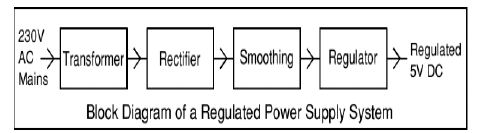 230V
AC
Mains
Transformer
Rectifier
Smoothing
Regulator
Regulated
5V DC
Block Diagram of a Regulated Power Supply System